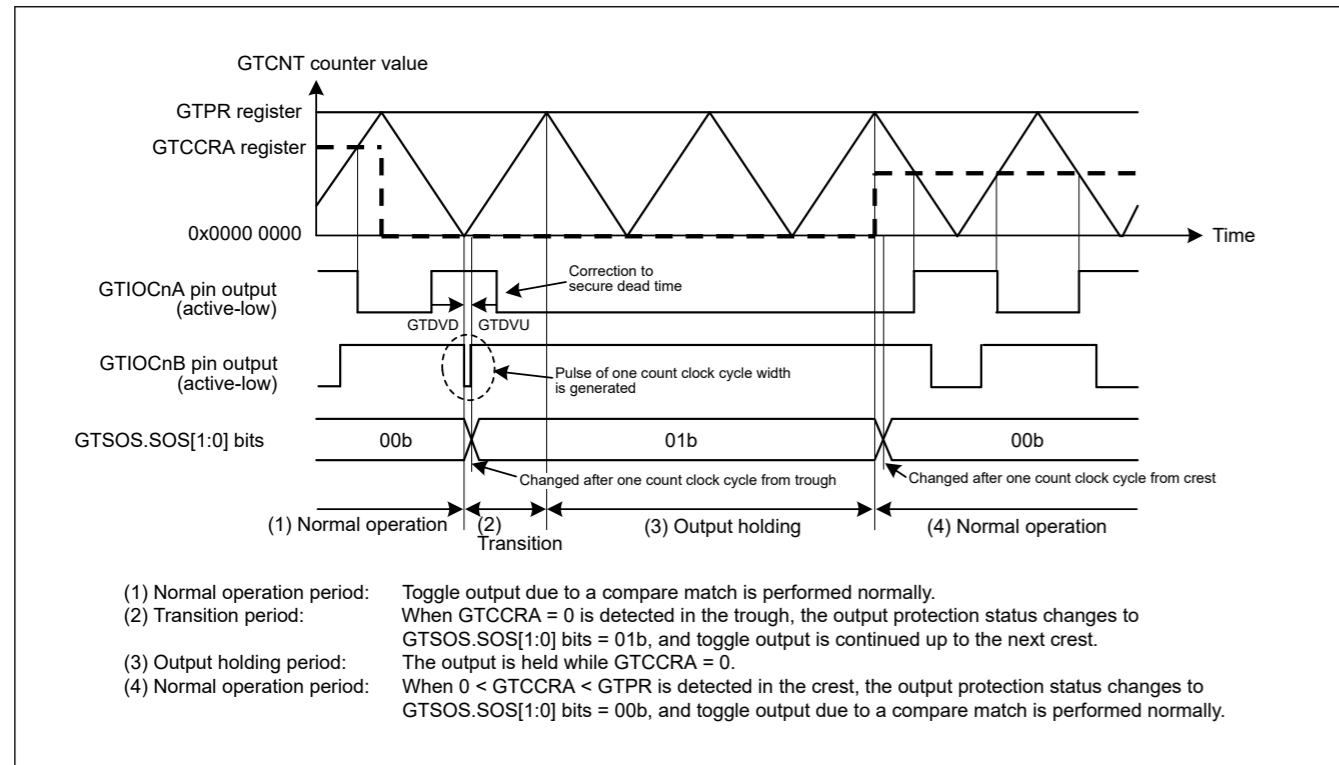 GTCNT counter value
GTPR register
GTCCRA register
0x0000 0000
Time
GTIOCnA pin output
(active-low)
Correction to
secure dead time
GTDVD
GTDVU
GTIOCnB pin output
(active-low)
Pulse of one count clock cycle width
is generated
GTSOS.SOS[1:0] bits
00b
01b
00b
Changed after one count clock cycle from trough
Changed after one count clock cycle from crest
(1) Normal operation
(2)
Transition
(3) Output holding
(4) Normal operation
(1) Normal operation period: Toggle output due to a compare match is performed normally.
(2) Transition period: When GTCCRA = 0 is detected in the trough, the output protection status changes to
GTSOS.SOS[1:0] bits = 01b, and toggle output is continued up to the next crest.
(3) Output holding period: The output is held while GTCCRA = 0.
(4) Normal operation period: When 0 < GTCCRA < GTPR is detected in the crest, the output protection status changes to
GTSOS.SOS[1:0] bits = 00b, and toggle output due to a compare match is performed normally.